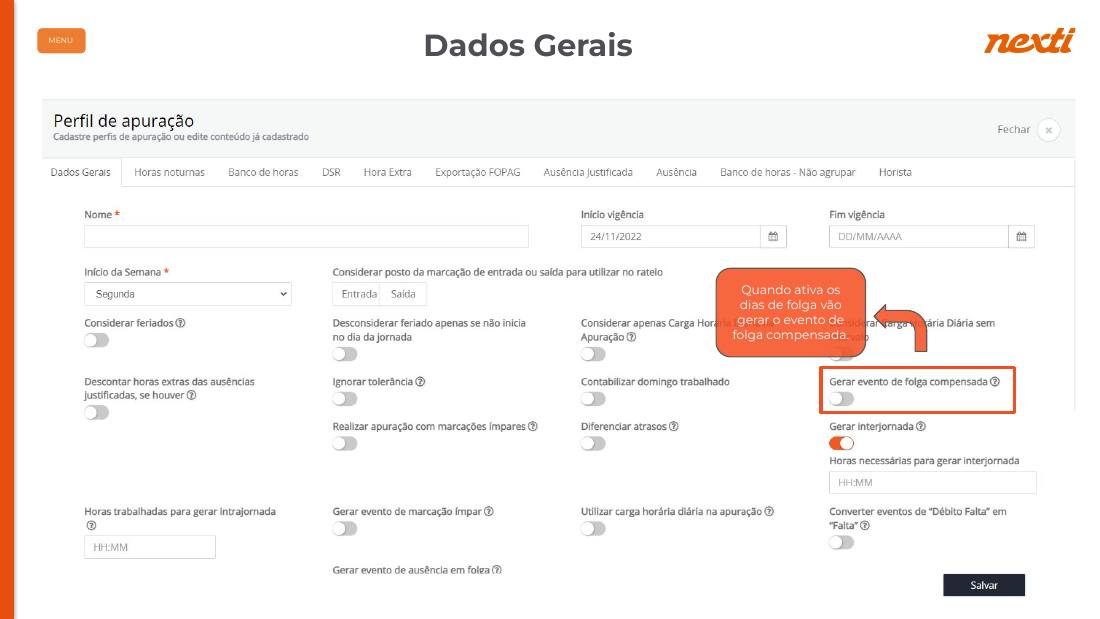 MENU
Dados Gerais
nexti
Perfil de apuração
Cadastre perfis de apuração ou edite conteúdo já cadastrado
Fechar
Dados Gerais
Horas noturnas
Banco de horas
DSR
Hora Extra
Exportação FOPAG
Ausência Justificada
Ausência
Banco de horas - Não agrupar
Horista
Nome *
Início vigência
Fim vigência
24/11/2022
DD/MM/AAAA
Início da Semana *
Considerar posto da marcação de entrada ou saída para utilizar no rateio
Segunda
Entrada
Saída
Quando ativa os
dias de folga vão
gerar o evento de
folga compensada.
Considerar feriados
Desconsiderar feriado apenas se não inicia
no dia da jornada
Considerar apenas Carga Horária
Apuração
Considerar Carga Horária Diária sem
Descontar horas extras das ausências
justificadas, se houver
Ignorar tolerância
Contabilizar domingo trabalhado
Gerar evento de folga compensada
Realizar apuração com marcações ímpares
Diferenciar atrasos
Gerar interjornada
Horas necessárias para gerar interjornada
HH:MM
Horas trabalhadas para gerar intrajornada
HH:MM
Gerar evento de marcação ímpar
Utilizar carga horária diária na apuração
Converter eventos de "Débito Falta" em
"Falta"
Gerar evento de ausência em folga
Salvar